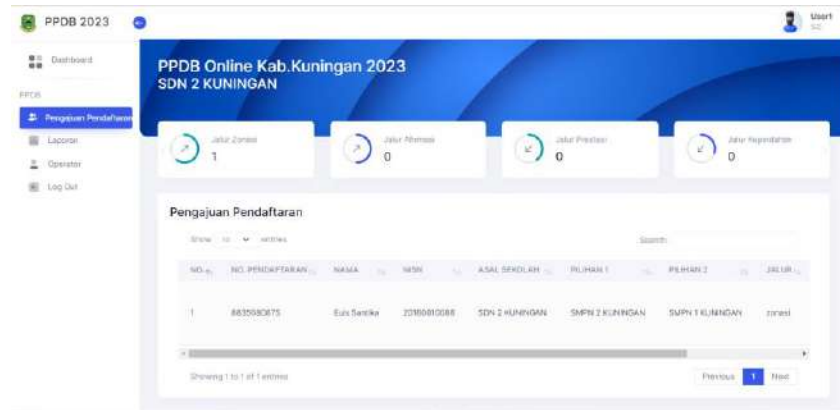 PPDB 2023
User1
SD
Dashboard
PPDB
Pengajuan Pendaftaran
Laporan
Operator
Log Out
PPDB Online Kab.Kuningan 2023
SDN 2 KUNINGAN
Jalur Zonasi
1
Jalur Afirmasi
0
Jalur Prestasi
0
Jalur Kepindahan
0
Pengajuan Pendaftaran
Show 10 entries
Search:
NO. NO. PENDAFTARAN NAMA NISN ASAL SEKOLAH PILIHAN 1 PILIHAN 2 JALUR
1 Euis Santika SDN 2 KUNINGAN SMPN 2 KUNINGAN SMPN 1 KUNINGAN zonasi
Showing 1 to 1 of 1 entries
Previous 1 Next